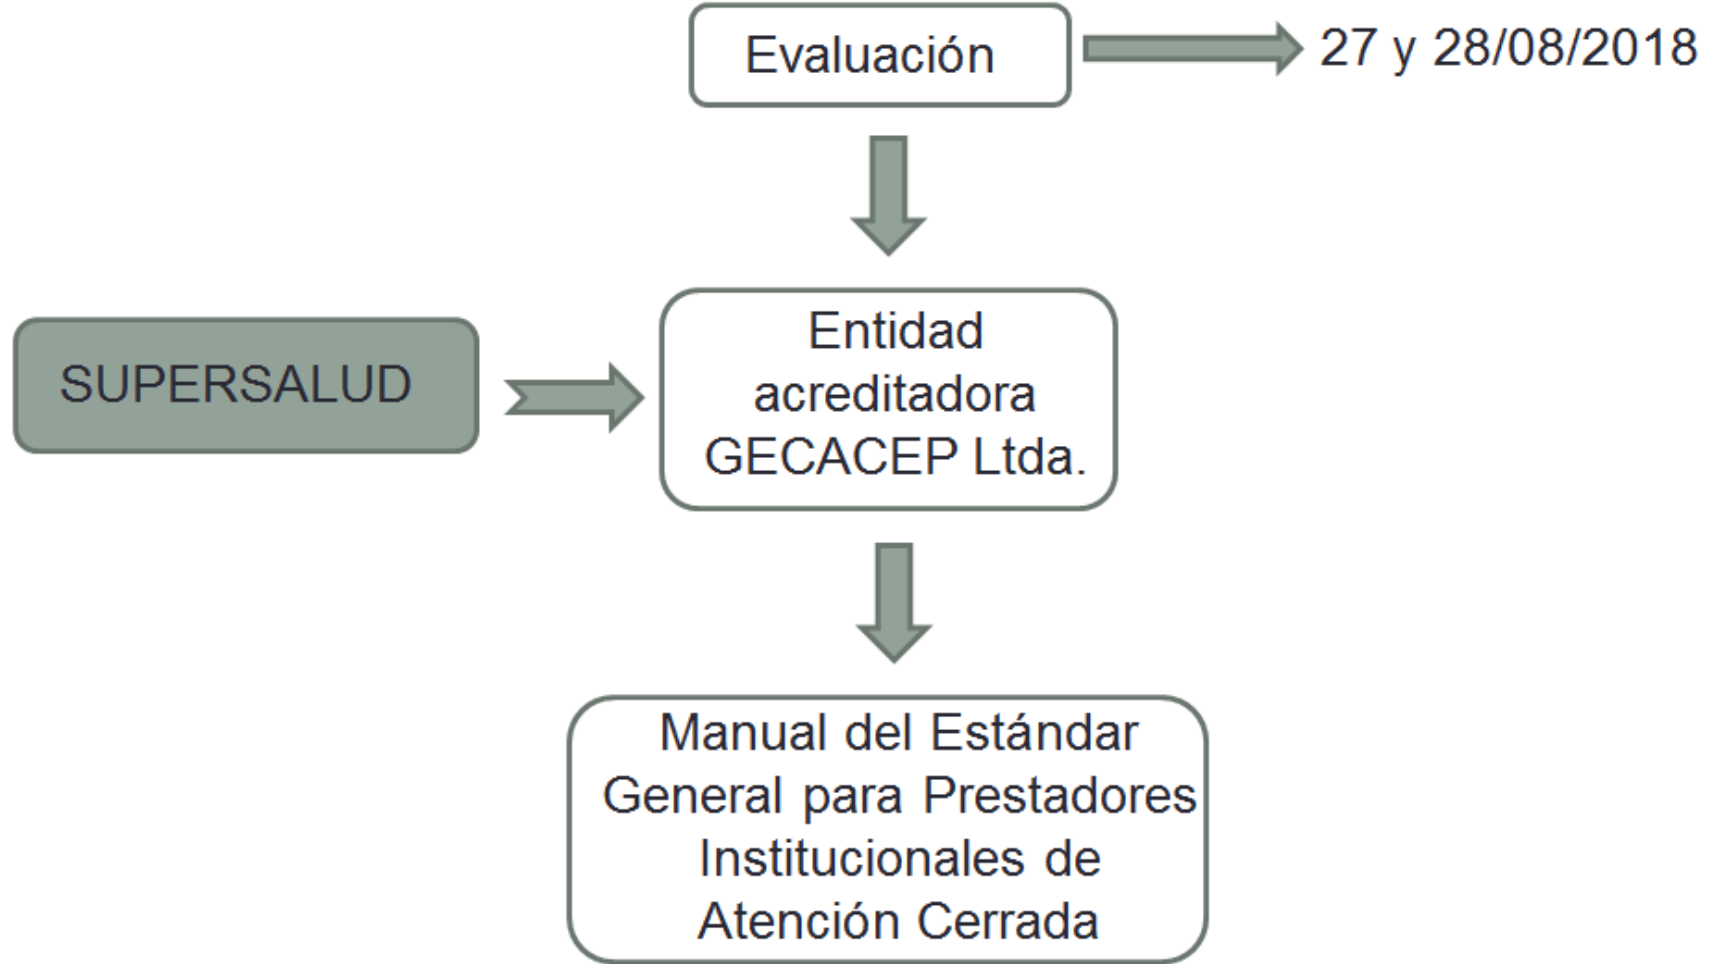 Evaluación
27 y 28/08/2018
SUPERSALUD
Entidad
acreditadora
GECACEP Ltda.
Manual del Estándar
General para Prestadores
Institucionales de
Atención Cerrada